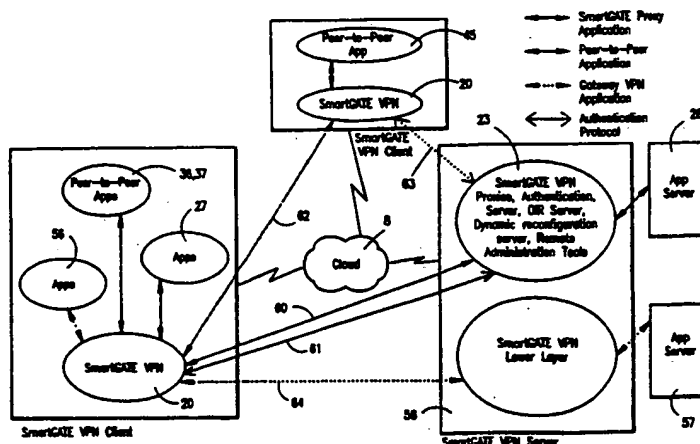 SmartGATE Proxy
Application
Peer-to-Peer
Application
Gateway VPN
Application
Authentication
Protocol
Peer-to-Peer
App
45
SmartGATE VPN
20
SmartGATE
VPN Client
63
23
28
SmartGATE VPN
Proxies, Authentication,
Server, DIR Server,
Dynamic reconfiguration
server, Remote
Administration Tools
App
Server
Peer-to-Peer
Apps
36,37
27
56
Apps
Apps
62
8
Cloud
60
61
SmartGATE VPN
20
64
SmartGATE VPN
Lower Layer
App
Server
58
57
SmartGATE VPN Client
SmartGATE VPN Server